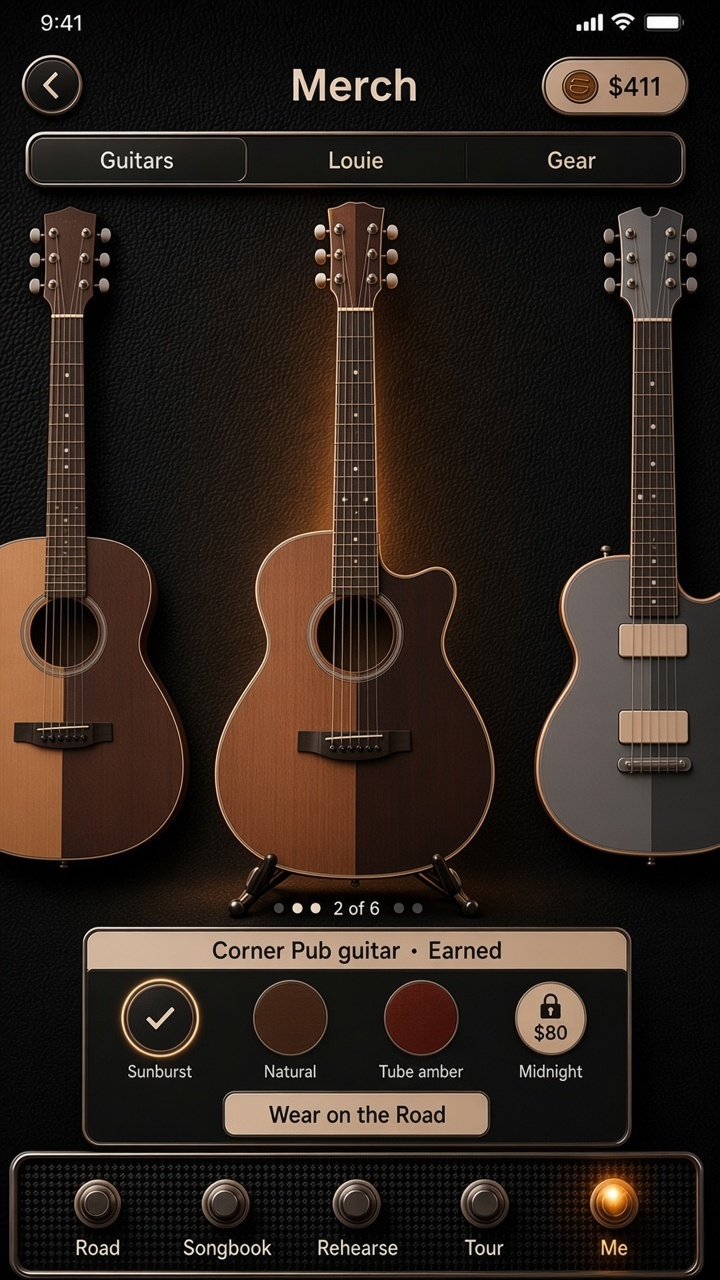 9:41
Merch
$411
Guitars
Louie
Gear
2 of 6
Corner Pub guitar • Earned
$80
Sunburst
Natural
Tube amber
Midnight
Wear on the Road
Road
Songbook
Rehearse
Tour
Me